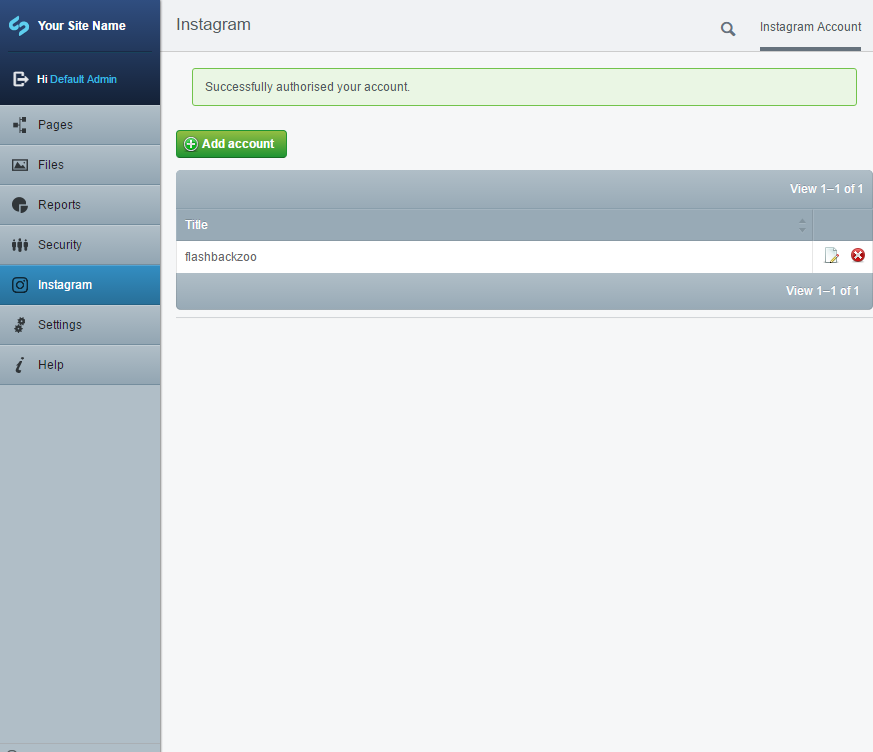 Your Site Name
Hi Default Admin
Pages
Files
Reports
Security
Instagram
Settings
Help
Instagram
Instagram Account
Successfully authorised your account.
Add account
View 1–1 of 1
Title
flashbackzoo
View 1–1 of 1